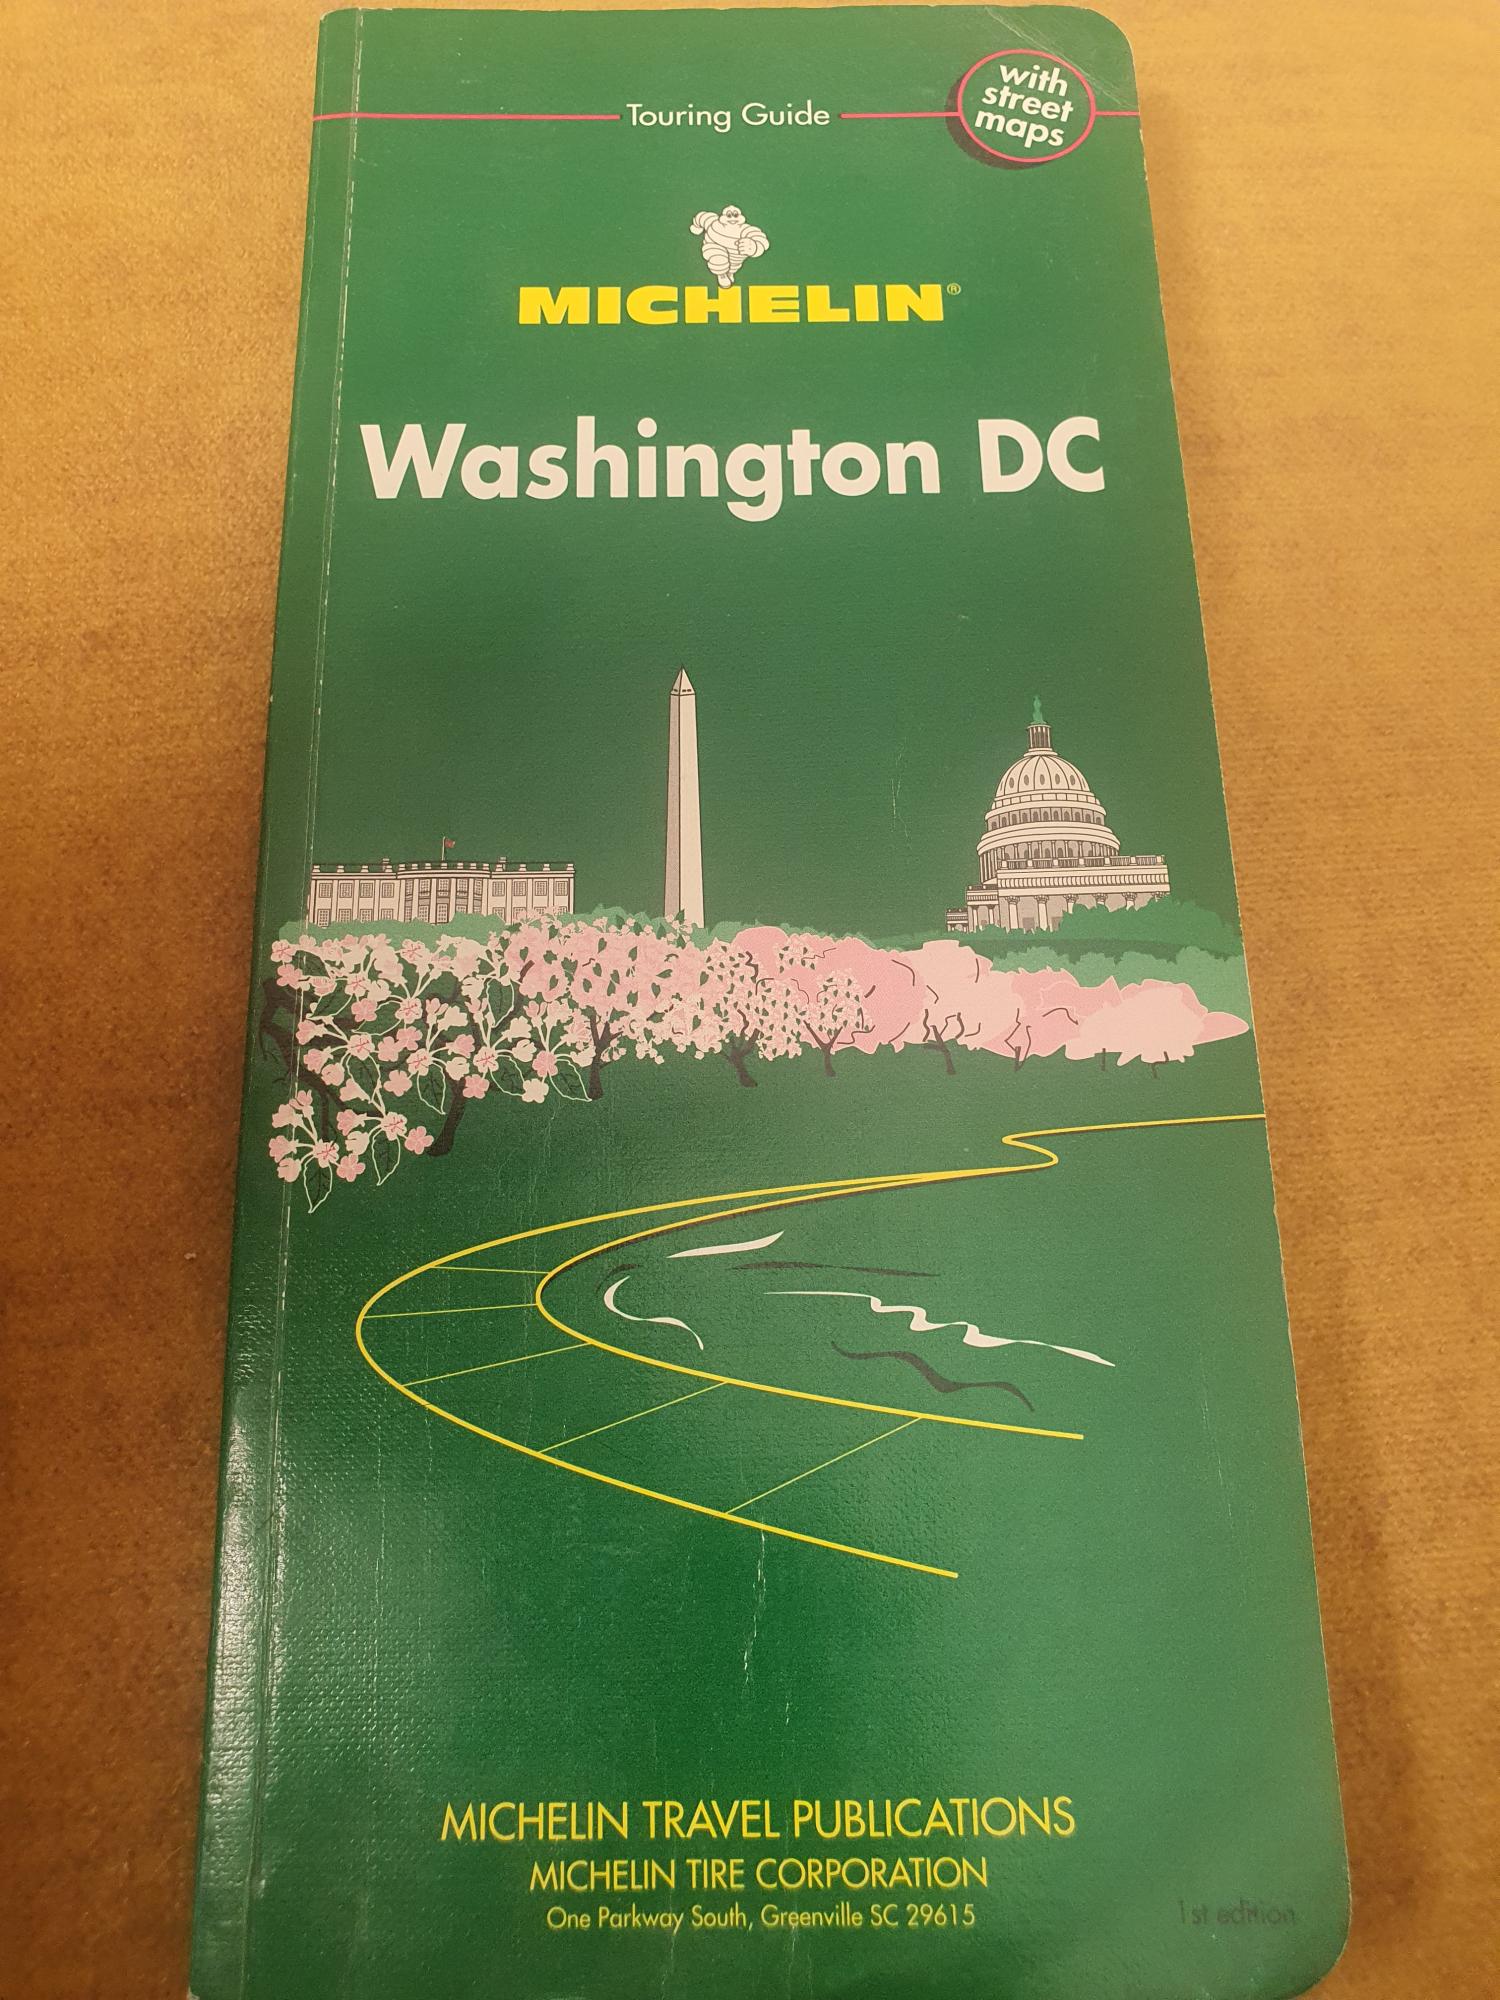 Touring Guide
with
street
maps
MICHELIN®
Washington DC
MICHELIN TRAVEL PUBLICATIONS
MICHELIN TIRE CORPORATION
One Parkway South, Greenville SC 29615
1st edition